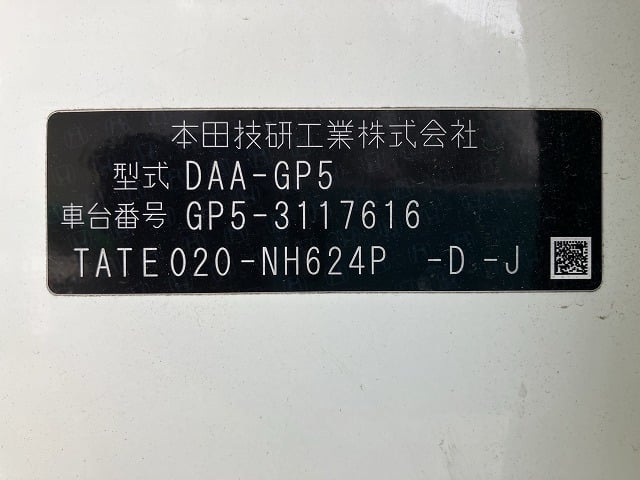 本田技研工業株式会社
型式 DAA-GP5
車台番号 GP5-3117616
TATE020-NH624P -D-J